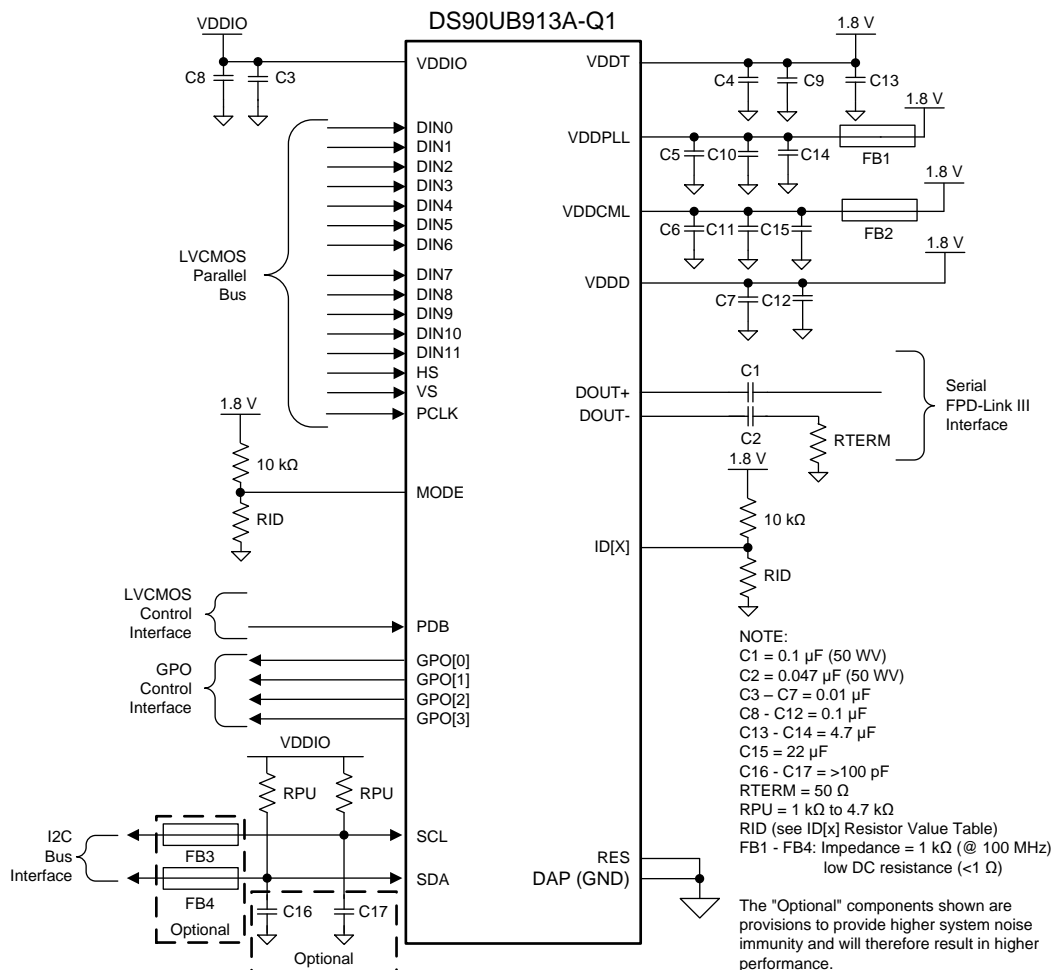 DS90UB913A-Q1
VDDIO
C8
C3
VDDIO
LVCMOS
Parallel
Bus
DIN0
DIN1
DIN2
DIN3
DIN4
DIN5
DIN6
DIN7
DIN8
DIN9
DIN10
DIN11
HS
VS
PCLK
1.8 V
10 kΩ
MODE
RID
LVCMOS
Control
Interface
PDB
GPO
Control
Interface
GPO[0]
GPO[1]
GPO[2]
GPO[3]
VDDIO
RPU
RPU
I2C
Bus
Interface
FB3
FB4
Optional
SCL
SDA
C16
C17
Optional
1.8 V
VDDT
C4
C9
C13
1.8 V
VDDPLL
C5
C10
C14
FB1
1.8 V
VDDCML
C6
C11
C15
FB2
1.8 V
VDDD
C7
C12
C1
DOUT+
DOUT-
C2
RTERM
Serial
FPD-Link III
Interface
1.8 V
10 kΩ
ID[X]
RID
RES
DAP (GND)
NOTE:
C1 = 0.1 µF (50 WV)
C2 = 0.047 µF (50 WV)
C3 – C7 = 0.01 µF
C8 - C12 = 0.1 µF
C13 - C14 = 4.7 µF
C15 = 22 µF
C16 - C17 = >100 pF
RTERM = 50 Ω
RPU = 1 kΩ to 4.7 kΩ
RID (see ID[x] Resistor Value Table)
FB1 - FB4: Impedance = 1 kΩ (@ 100 MHz)
low DC resistance (<1 Ω)
The "Optional" components shown are
provisions to provide higher system noise
immunity and will therefore result in higher
performance.